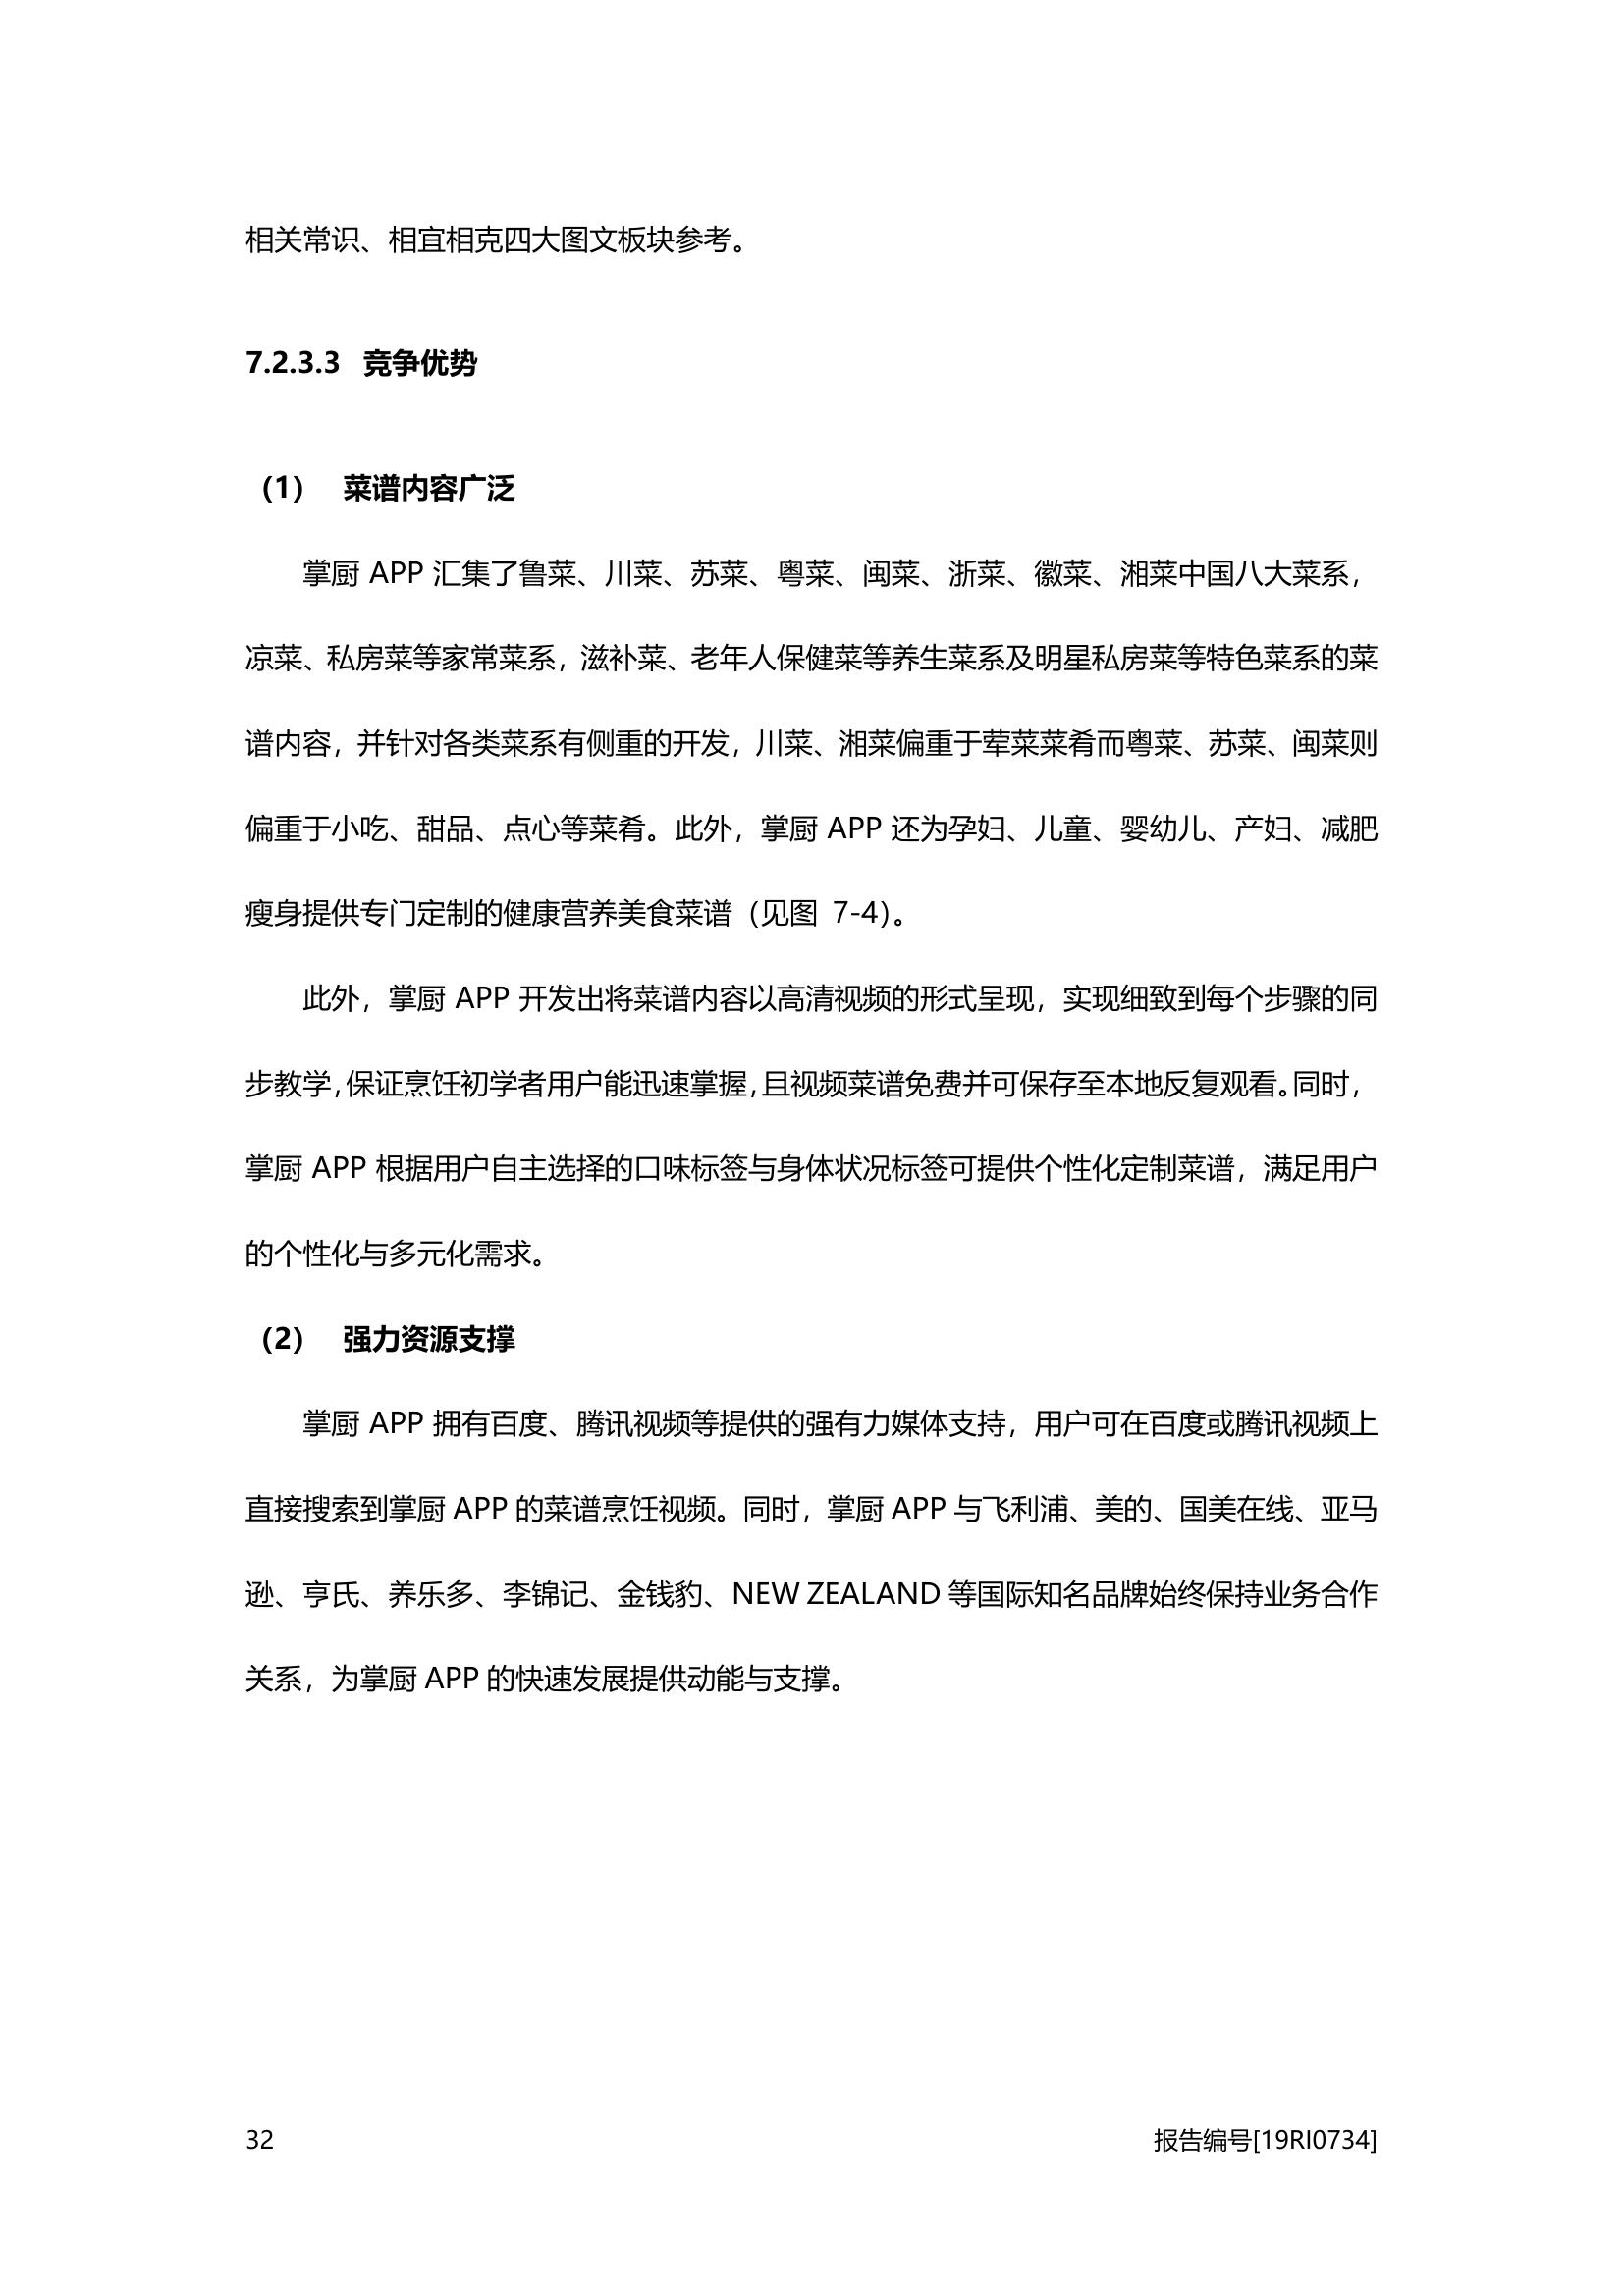 相关常识、相宜相克四大图文板块参考。
7.2.3.3 竞争优势
（1） 菜谱内容广泛
掌厨 APP 汇集了鲁菜、川菜、苏菜、粤菜、闽菜、浙菜、徽菜、湘菜中国八大菜系，
凉菜、私房菜等家常菜系，滋补菜、老年人保健菜等养生菜系及明星私房菜等特色菜系的菜
谱内容，并针对各类菜系有侧重的开发，川菜、湘菜偏重于荤菜菜肴而粤菜、苏菜、闽菜则
偏重于小吃、甜品、点心等菜肴。此外，掌厨 APP 还为孕妇、儿童、婴幼儿、产妇、减肥
瘦身提供专门定制的健康营养美食菜谱（见图 7-4）。
此外，掌厨 APP 开发出将菜谱内容以高清视频的形式呈现，实现细致到每个步骤的同
步教学，保证烹饪初学者用户能迅速掌握，且视频菜谱免费并可保存至本地反复观看。同时，
掌厨 APP 根据用户自主选择的口味标签与身体状况标签可提供个性化定制菜谱，满足用户
的个性化与多元化需求。
（2） 强力资源支撑
掌厨 APP 拥有百度、腾讯视频等提供的强有力媒体支持，用户可在百度或腾讯视频上
直接搜索到掌厨 APP 的菜谱烹饪视频。同时，掌厨 APP 与飞利浦、美的、国美在线、亚马
逊、亨氏、养乐多、李锦记、金钱豹、NEW ZEALAND 等国际知名品牌始终保持业务合作
关系，为掌厨 APP 的快速发展提供动能与支撑。
32 报告编号[19RI0734]